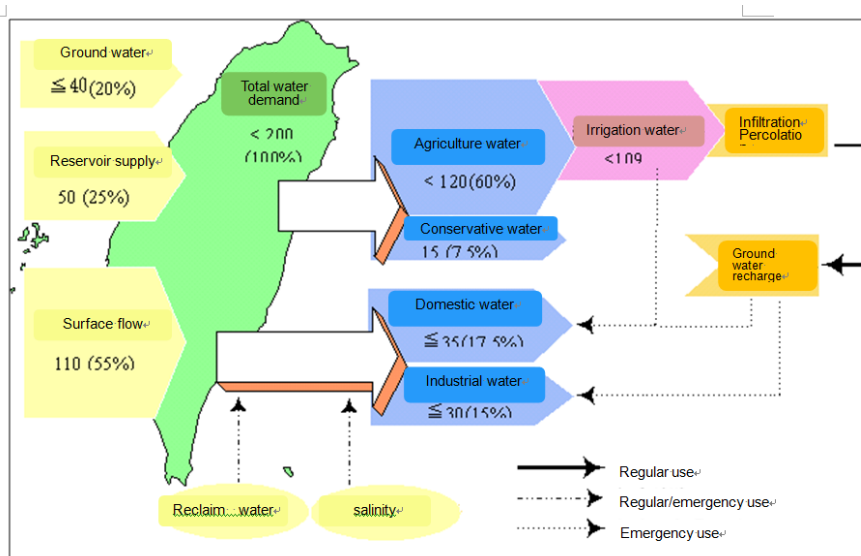 Ground water
≦ 40(20%)
Reservoir supply
50 (25%)
Surface flow
110 (55%)
Total water
demand
< 200
(100%)
Agriculture water
< 120(60%)
Conservative water
15 (7.5%)
Domestic water
≦35(17.5%)
Industrial water
≦30(15%)
Irrigation water
<109
Infiltration
Percolatio
Ground
water
recharge
Reclaim water
salinity
Regular use
Regular/emergency use
Emergency use